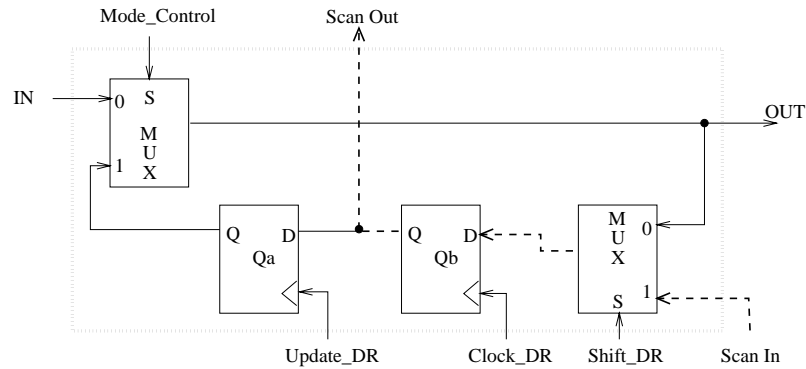 Mode_Control
Scan Out
IN
0
S
OUT
M
U
X
1
Q
D
Qa
Q
D
Qb
M
U
X
0
1
S
Update_DR
Clock_DR
Shift_DR
Scan In